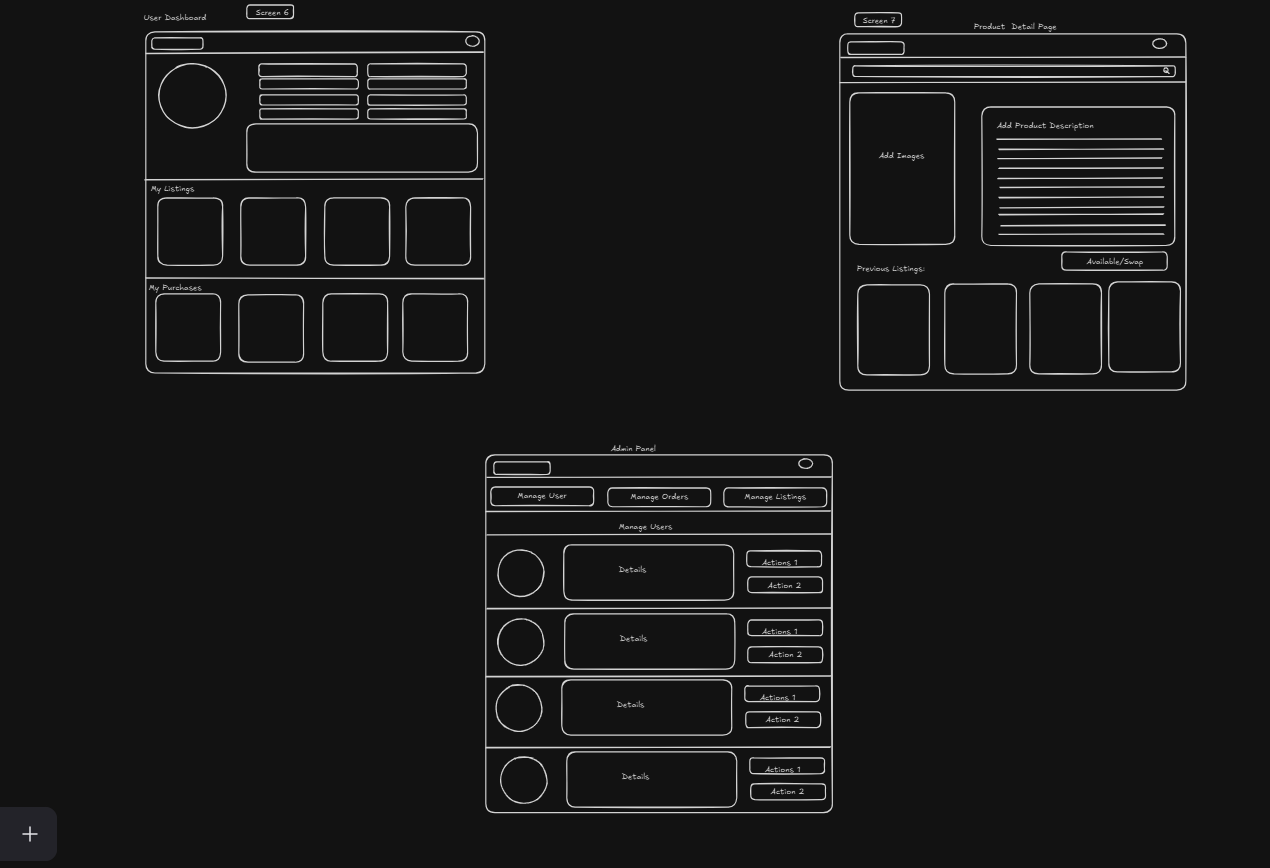 User Dashboard
Screen 6
My Listings
My Purchases
Screen 7
Product Detail Page
Add Images
Add Product Description
Available/Swap
Previous Listings:
Admin Panel
Manage User
Manage Orders
Manage Listings
Manage Users
Details
Actions 1
Action 2
Details
Actions 1
Action 2
Details
Actions 1
Action 2
Details
Actions 1
Action 2